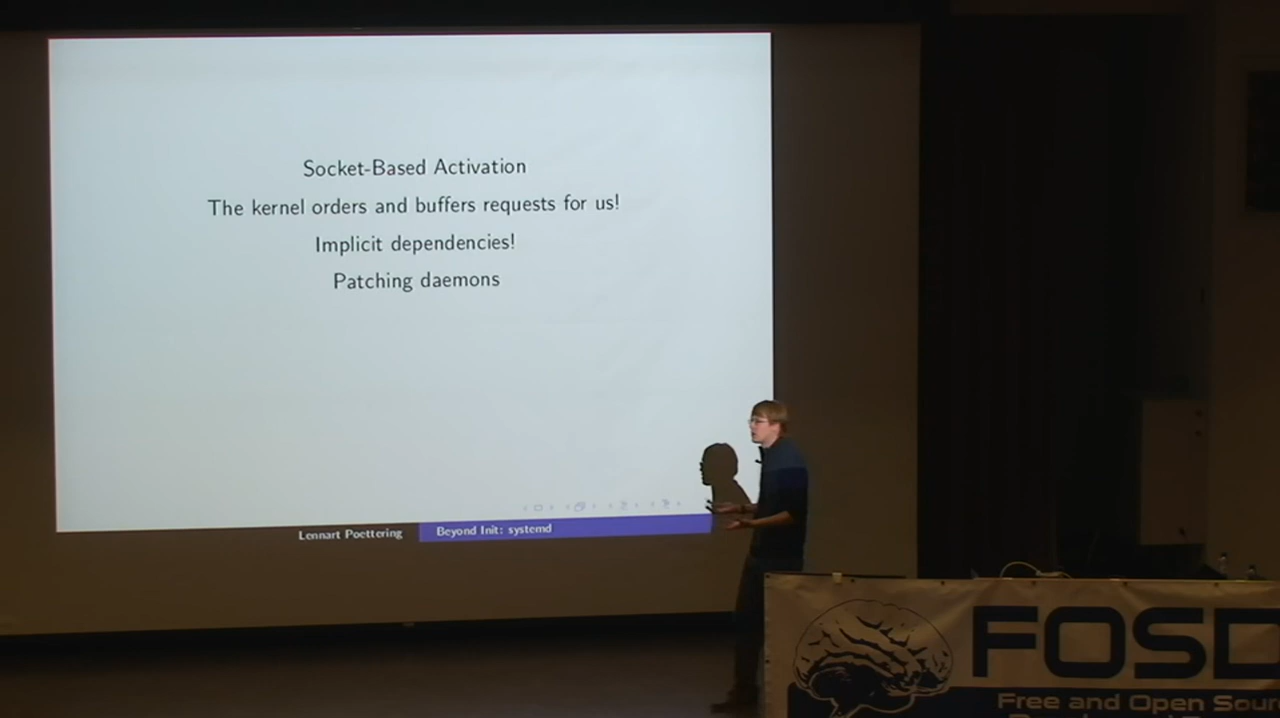 Socket-Based Activation
The kernel orders and buffers requests for us!
Implicit dependencies!
Patching daemons
Lennart Poettering
Beyond Init: systemd
FOSD
Free and Open Sour